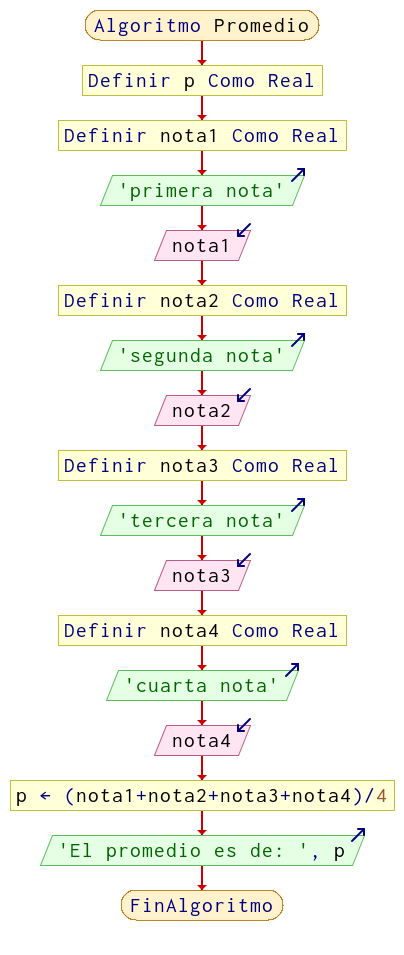 Algoritmo Promedio
Definir p Como Real
Definir nota1 Como Real
'primera nota'
nota1
Definir nota2 Como Real
'segunda nota'
nota2
Definir nota3 Como Real
'tercera nota'
nota3
Definir nota4 Como Real
'cuarta nota'
nota4
p ← (nota1+nota2+nota3+nota4)/4
'El promedio es de: ', p
FinAlgoritmo